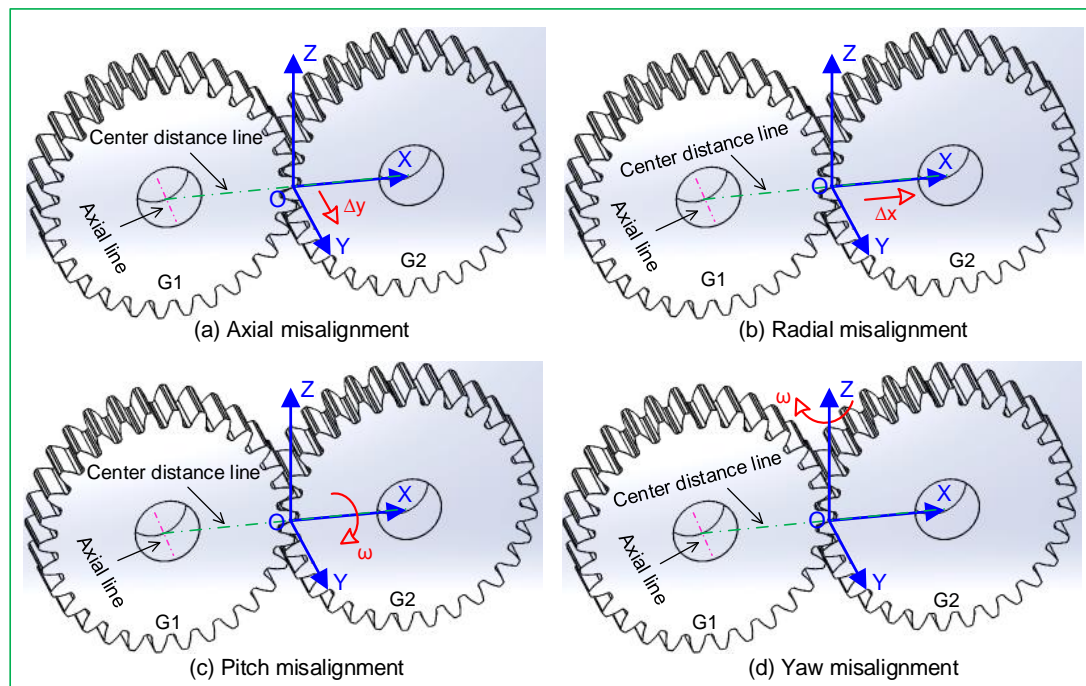 Z
Center distance line
X
O
Δy
Axial line
Y
G2
G1
(a) Axial misalignment
Z
Center distance line
X
O
Δx
Axial line
Y
G2
G1
(b) Radial misalignment
Z
Center distance line
X
O
ω
Axial line
Y
G2
G1
(c) Pitch misalignment
ω
Z
Center distance line
X
O
Axial line
Y
G2
G1
(d) Yaw misalignment